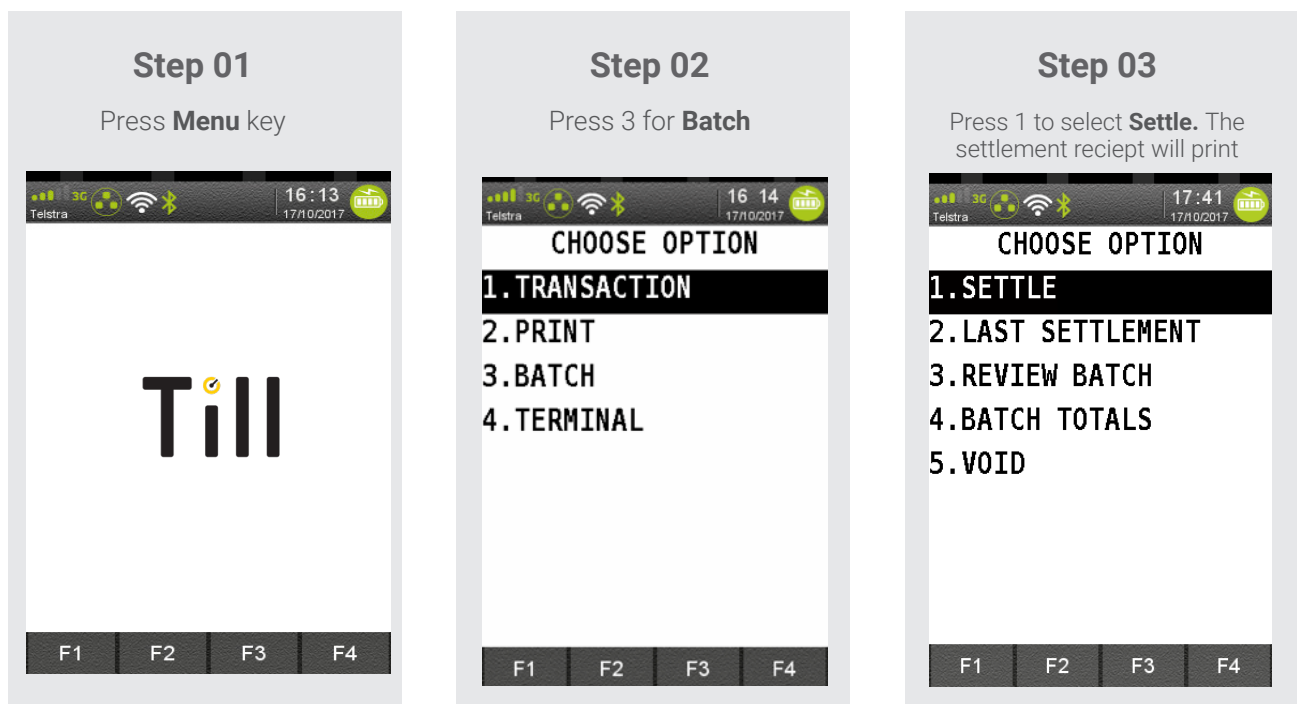 Step 01
Press Menu key
3G
Telstra
16:13
17/10/2017
Till
F1 F2 F3 F4
Step 02
Press 3 for Batch
3G
Telstra
16 14
17/10/2017
CHOOSE OPTION
1.TRANSACTION
2.PRINT
3.BATCH
4.TERMINAL
F1 F2 F3 F4
Step 03
Press 1 to select Settle. The
settlement reciept will print
3G
Telstra
17:41
17/10/2017
CHOOSE OPTION
1.SETTLE
2.LAST SETTLEMENT
3.REVIEW BATCH
4.BATCH TOTALS
5.VOID
F1 F2 F3 F4